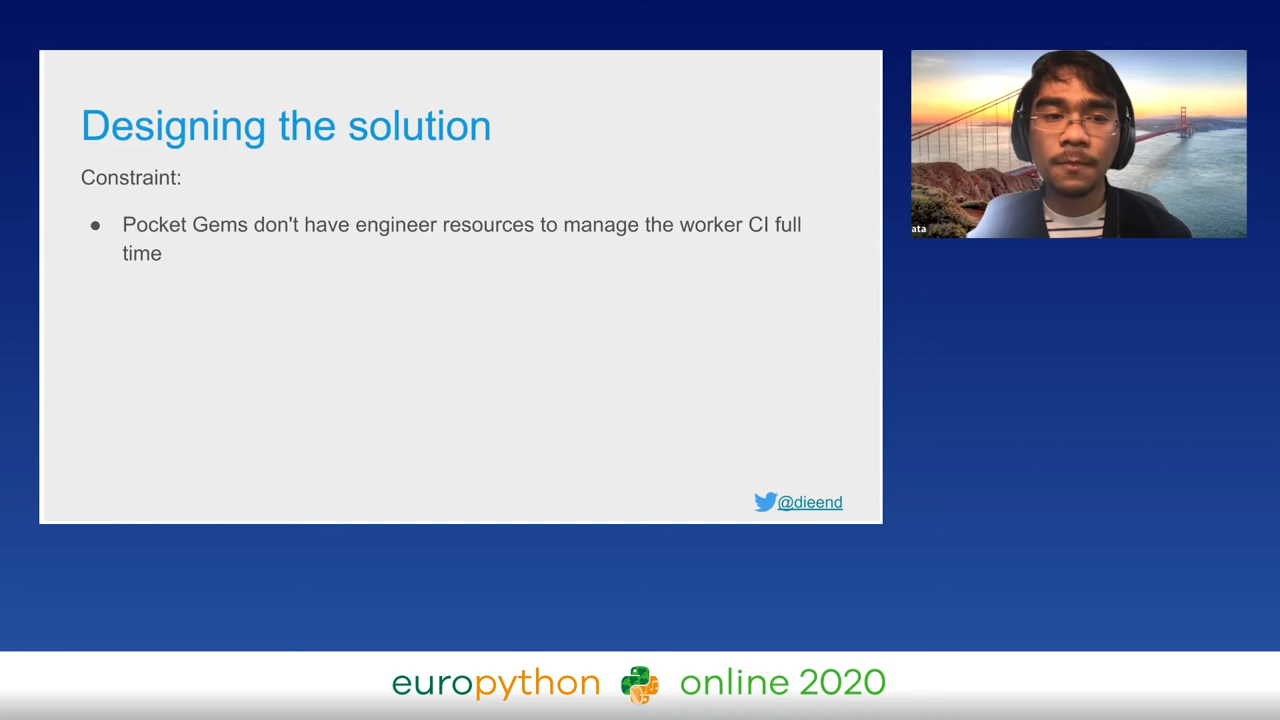 Designing the solution
Constraint:
● Pocket Gems don't have engineer resources to manage the worker CI full
time
@dieend
ata
europython online 2020